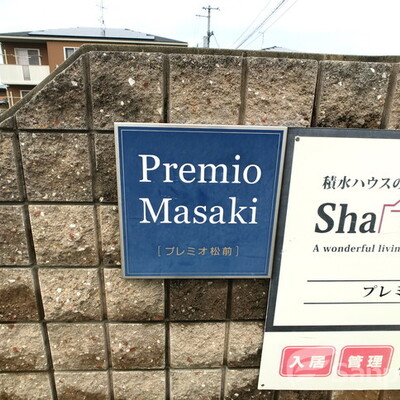 Premio
Masaki
[プレミオ松前]
積水ハウスの
Sha
A wonderful livin
プレミ
入居
管理